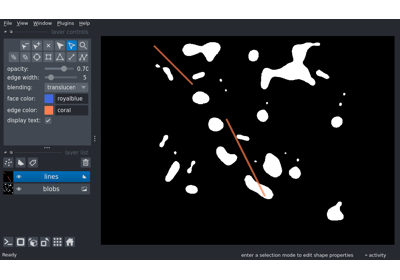 File View Window Plugins Help
layer controls
opacity: 0.70
edge width: 5
blending: translucen
face color: royalblue
edge color: coral
display text:
layer list
lines
blobs
Ready enter a selection mode to edit shape properties activity